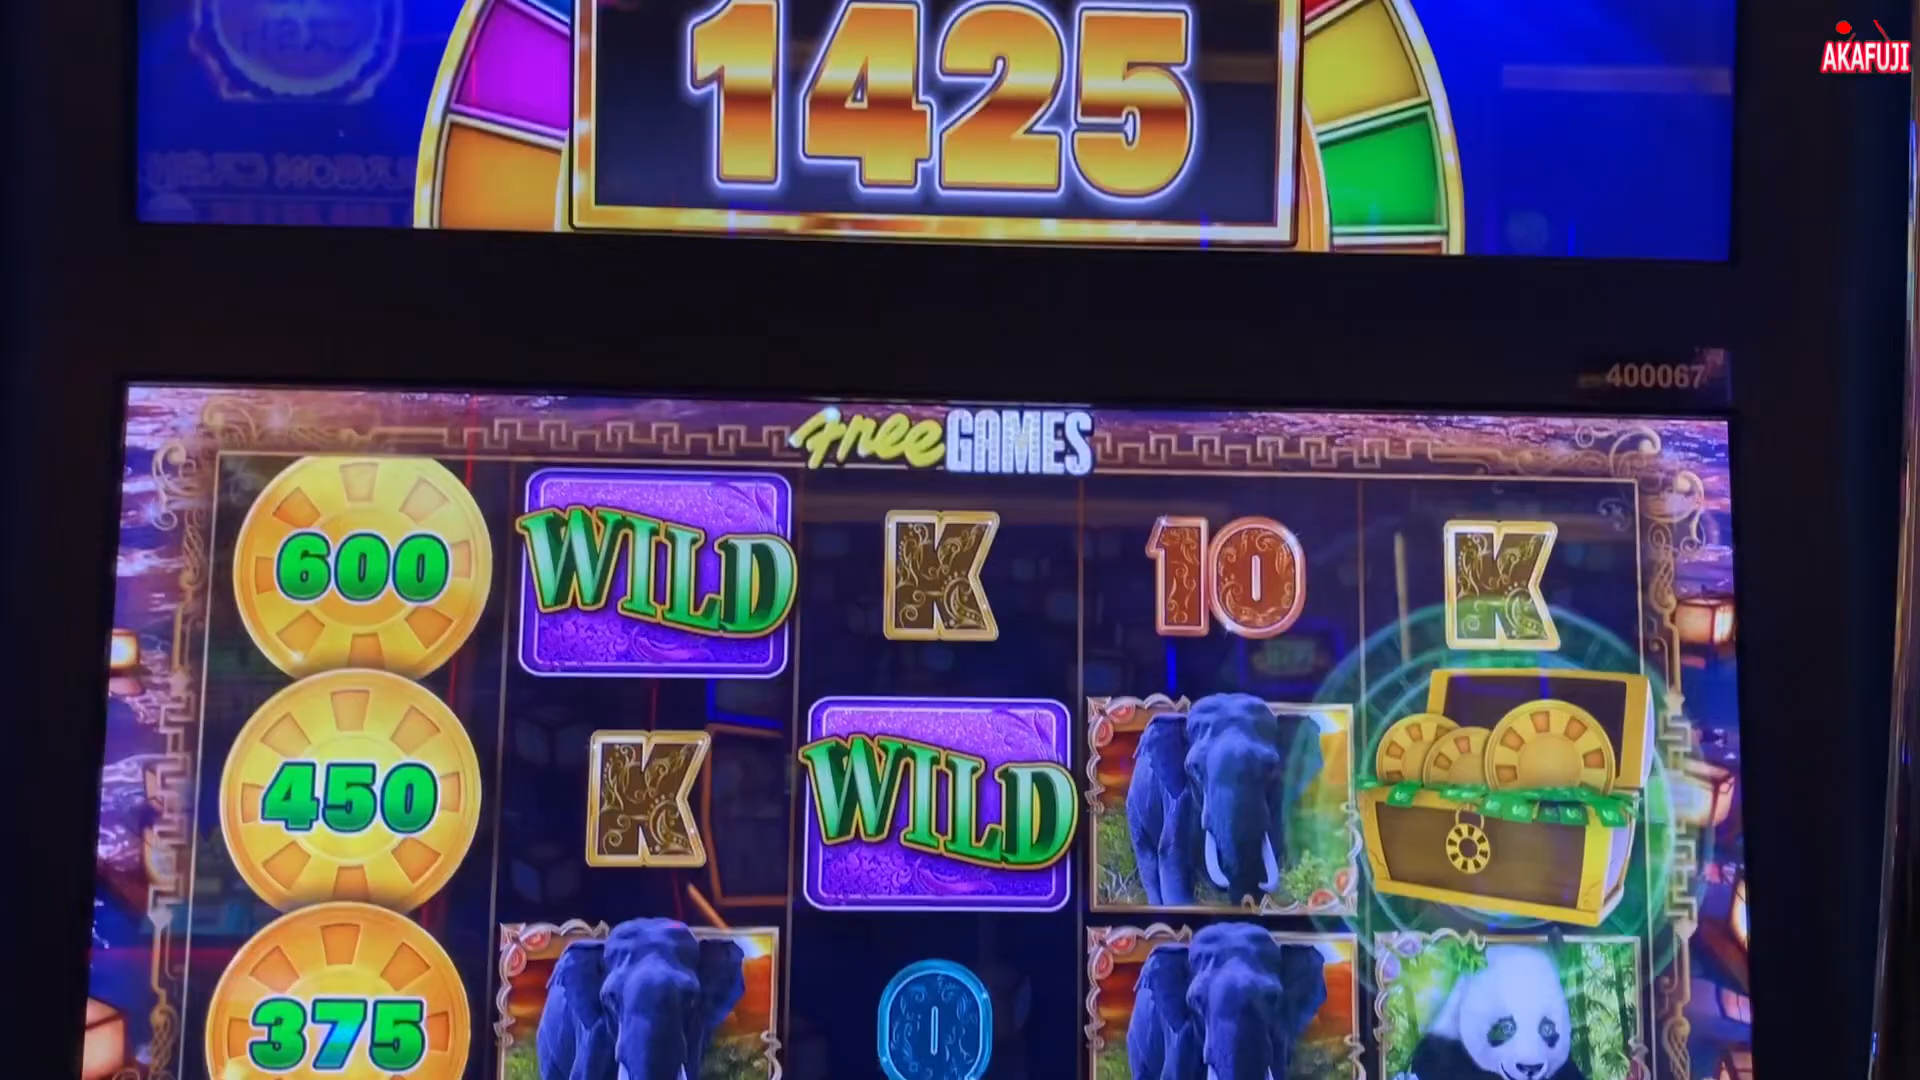 1425
AKAFUJI
400067
Free GAMES
600
WILD
K
10
K
450
K
WILD
375